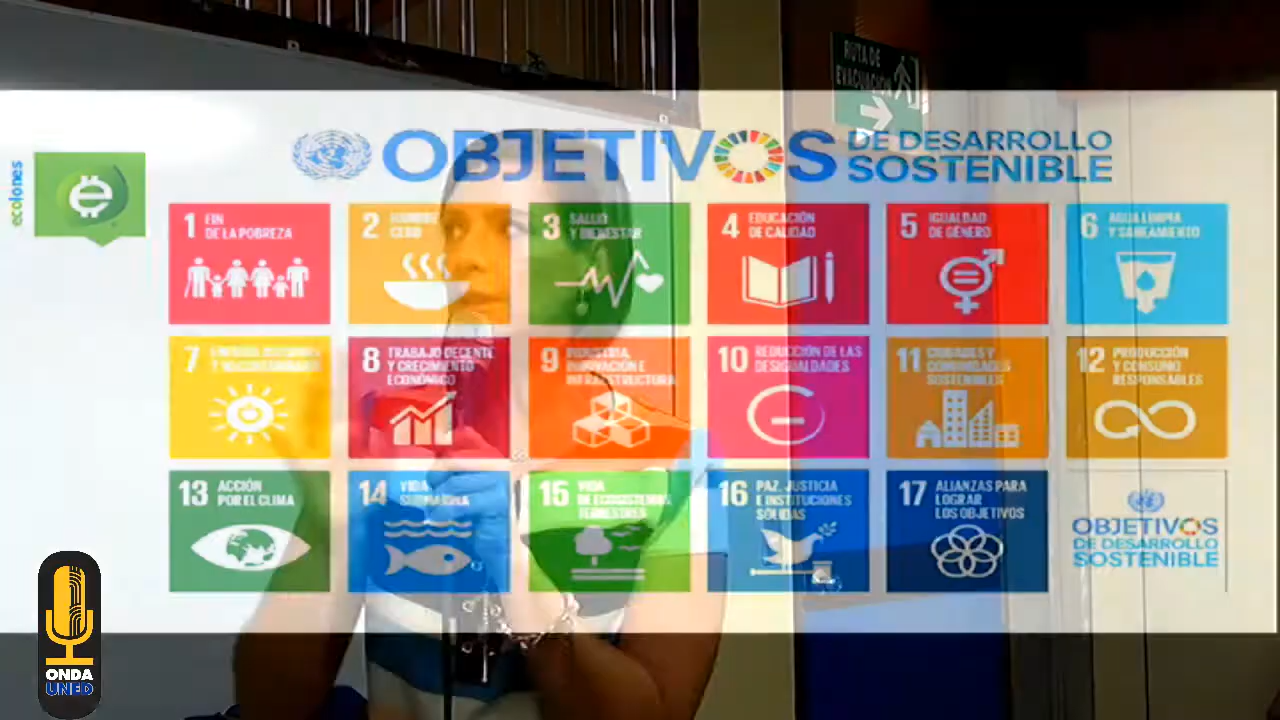 RUTA DE
EVACUACIÓN
OBJETIVOS
DE DESARROLLO
SOSTENIBLE
ecolones
1 FIN
DE LA POBREZA
2 HAMBRE
CERO
3 SALUD
Y BIENESTAR
4 EDUCACIÓN
DE CALIDAD
5 IGUALDAD
DE GÉNERO
6 AGUA LIMPIA
Y SANEAMIENTO
7
8 TRABAJO DECENTE
Y CRECIMIENTO
ECONÓMICO
9 INDUSTRIA,
INNOVACIÓN E
INFRAESTRUCTURA
10 REDUCCIÓN DE LAS
DESIGUALDADES
11 CIUDADES Y
COMUNIDADES
SOSTENIBLES
12 PRODUCCIÓN
Y CONSUMO
RESPONSABLES
13 ACCIÓN
POR EL CLIMA
14 VIDA
SUBMARINA
15 VIDA
DE ECOSISTEMAS
TERRESTRES
16 PAZ, JUSTICIA
E INSTITUCIONES
SÓLIDAS
17 ALIANZAS PARA
LOGRAR
LOS OBJETIVOS
OBJETIVOS
DE DESARROLLO
SOSTENIBLE
ONDA
UNED